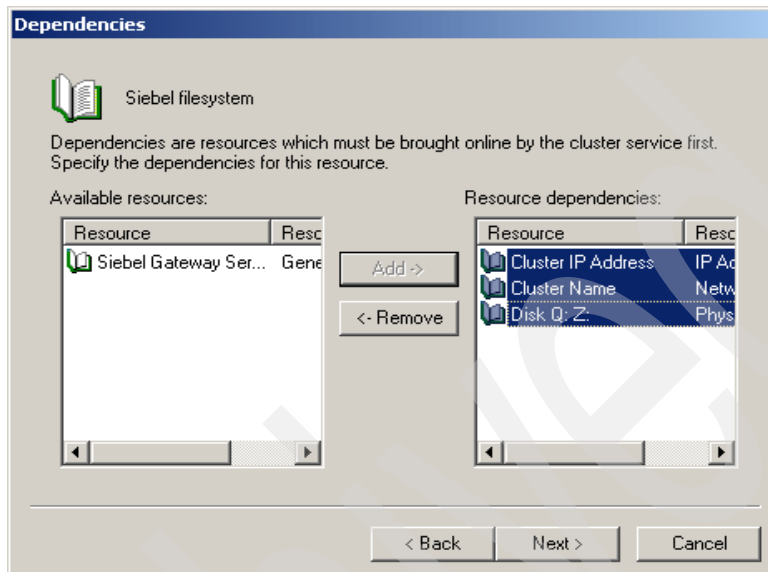 Dependencies
Siebel filesystem
Dependencies are resources which must be brought online by the cluster service first.
Specify the dependencies for this resource.
Available resources:
Resource dependencies:
Resource Resc
Siebel Gateway Ser... Gene
Add ->
<- Remove
Resource Resc
Cluster IP Address IP Ac
Cluster Name Netw
Disk Q: Z: Phys
< Back
Next >
Cancel